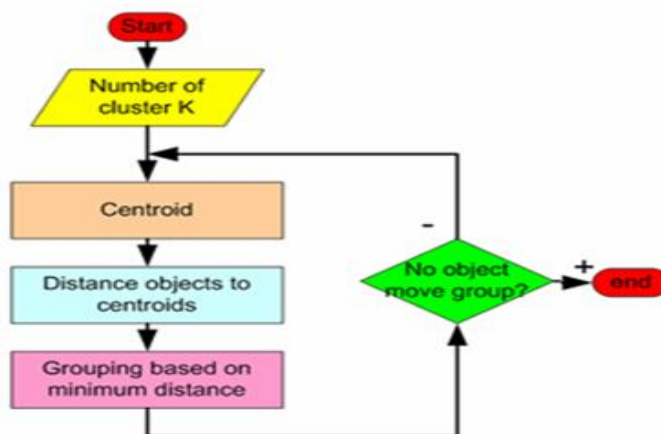 Start
Number of
cluster K
Centroid
-
No object
move group?
+
end
Distance objects to
centroids
Grouping based on
minimum distance